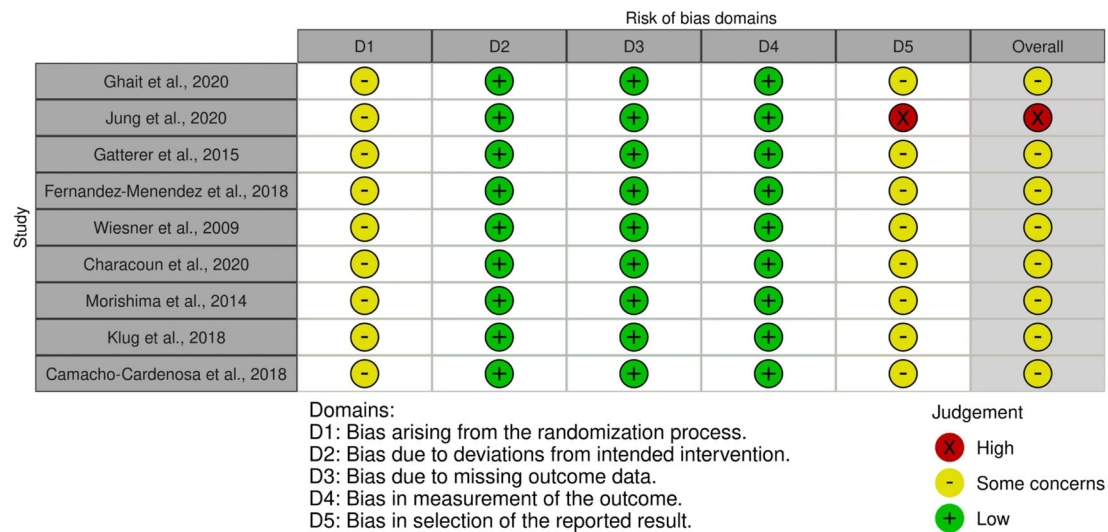 Risk of bias domains
D1 D2 D3 D4 D5 Overall
Study
Ghait et al., 2020 - + + + - -
Jung et al., 2020 - + + + X X
Gatterer et al., 2015 - + + + - -
Fernandez-Menendez et al., 2018 - + + + - -
Wiesner et al., 2009 - + + + - -
Characoun et al., 2020 - + + + - -
Morishima et al., 2014 - + + + - -
Klug et al., 2018 - + + + - -
Camacho-Cardenosa et al., 2018 - + + + - -
Domains:
D1: Bias arising from the randomization process.
D2: Bias due to deviations from intended intervention.
D3: Bias due to missing outcome data.
D4: Bias in measurement of the outcome.
D5: Bias in selection of the reported result.
Judgement
X High
- Some concerns
+ Low